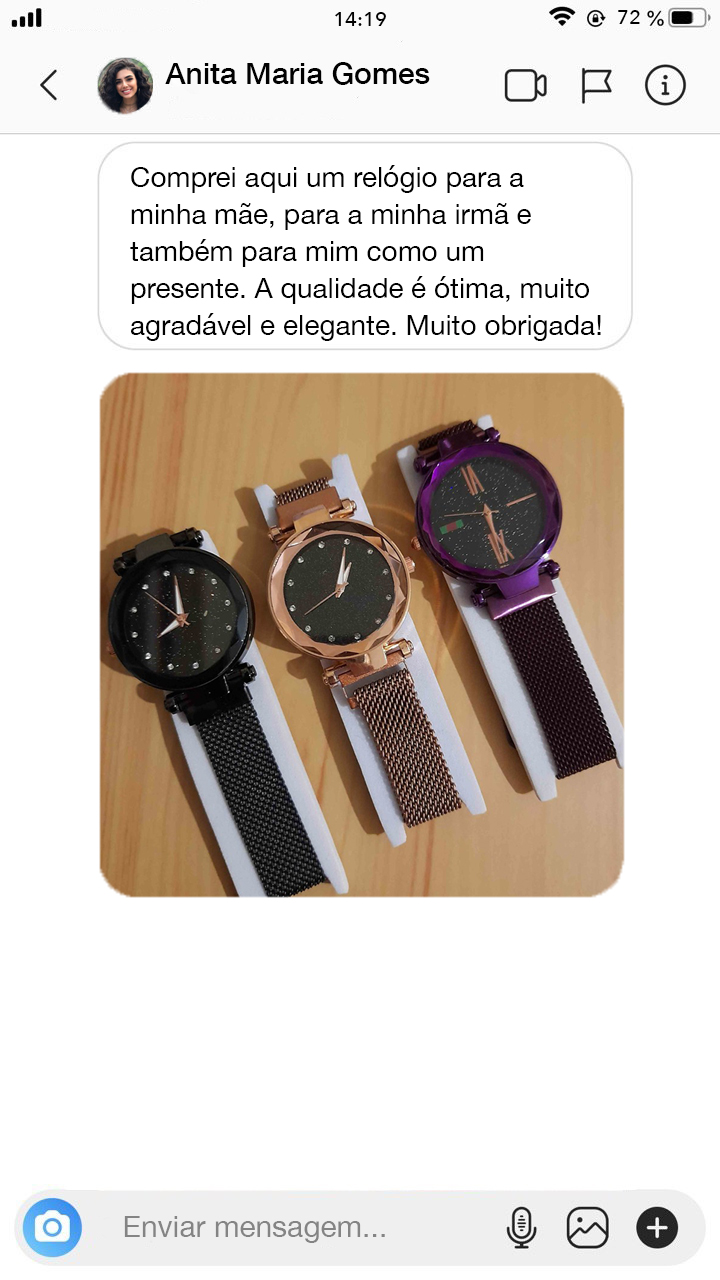 14:19
72 %
Anita Maria Gomes
Comprei aqui um relógio para a
minha mãe, para a minha irmã e
também para mim como um
presente. A qualidade é ótima, muito
agradável e elegante. Muito obrigada!
Enviar mensagem...